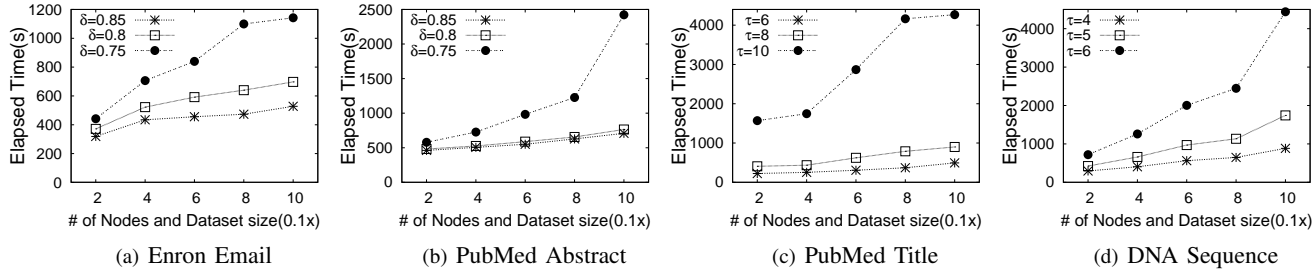 Elapsed Time(s)
1200
1000
800
600
400
200
0
δ=0.85
δ=0.8
δ=0.75
2 4 6 8 10
# of Nodes and Dataset size(0.1x)
(a) Enron Email
Elapsed Time(s)
2500
2000
1500
1000
500
0
δ=0.85
δ=0.8
δ=0.75
2 4 6 8 10
# of Nodes and Dataset size(0.1x)
(b) PubMed Abstract
Elapsed Time(s)
4000
3000
2000
1000
0
τ=6
τ=8
τ=10
2 4 6 8 10
# of Nodes and Dataset size(0.1x)
(c) PubMed Title
Elapsed Time(s)
4000
3000
2000
1000
0
τ=4
τ=5
τ=6
2 4 6 8 10
# of Nodes and Dataset size(0.1x)
(d) DNA Sequence